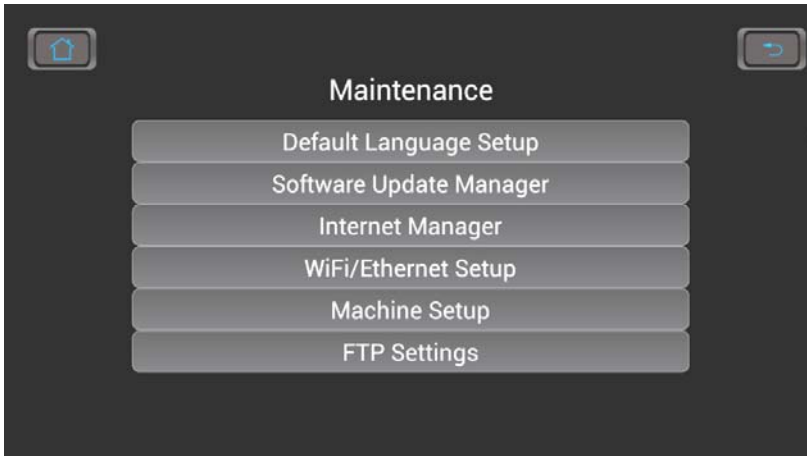 Maintenance
Default Language Setup
Software Update Manager
Internet Manager
WiFi/Ethernet Setup
Machine Setup
FTP Settings